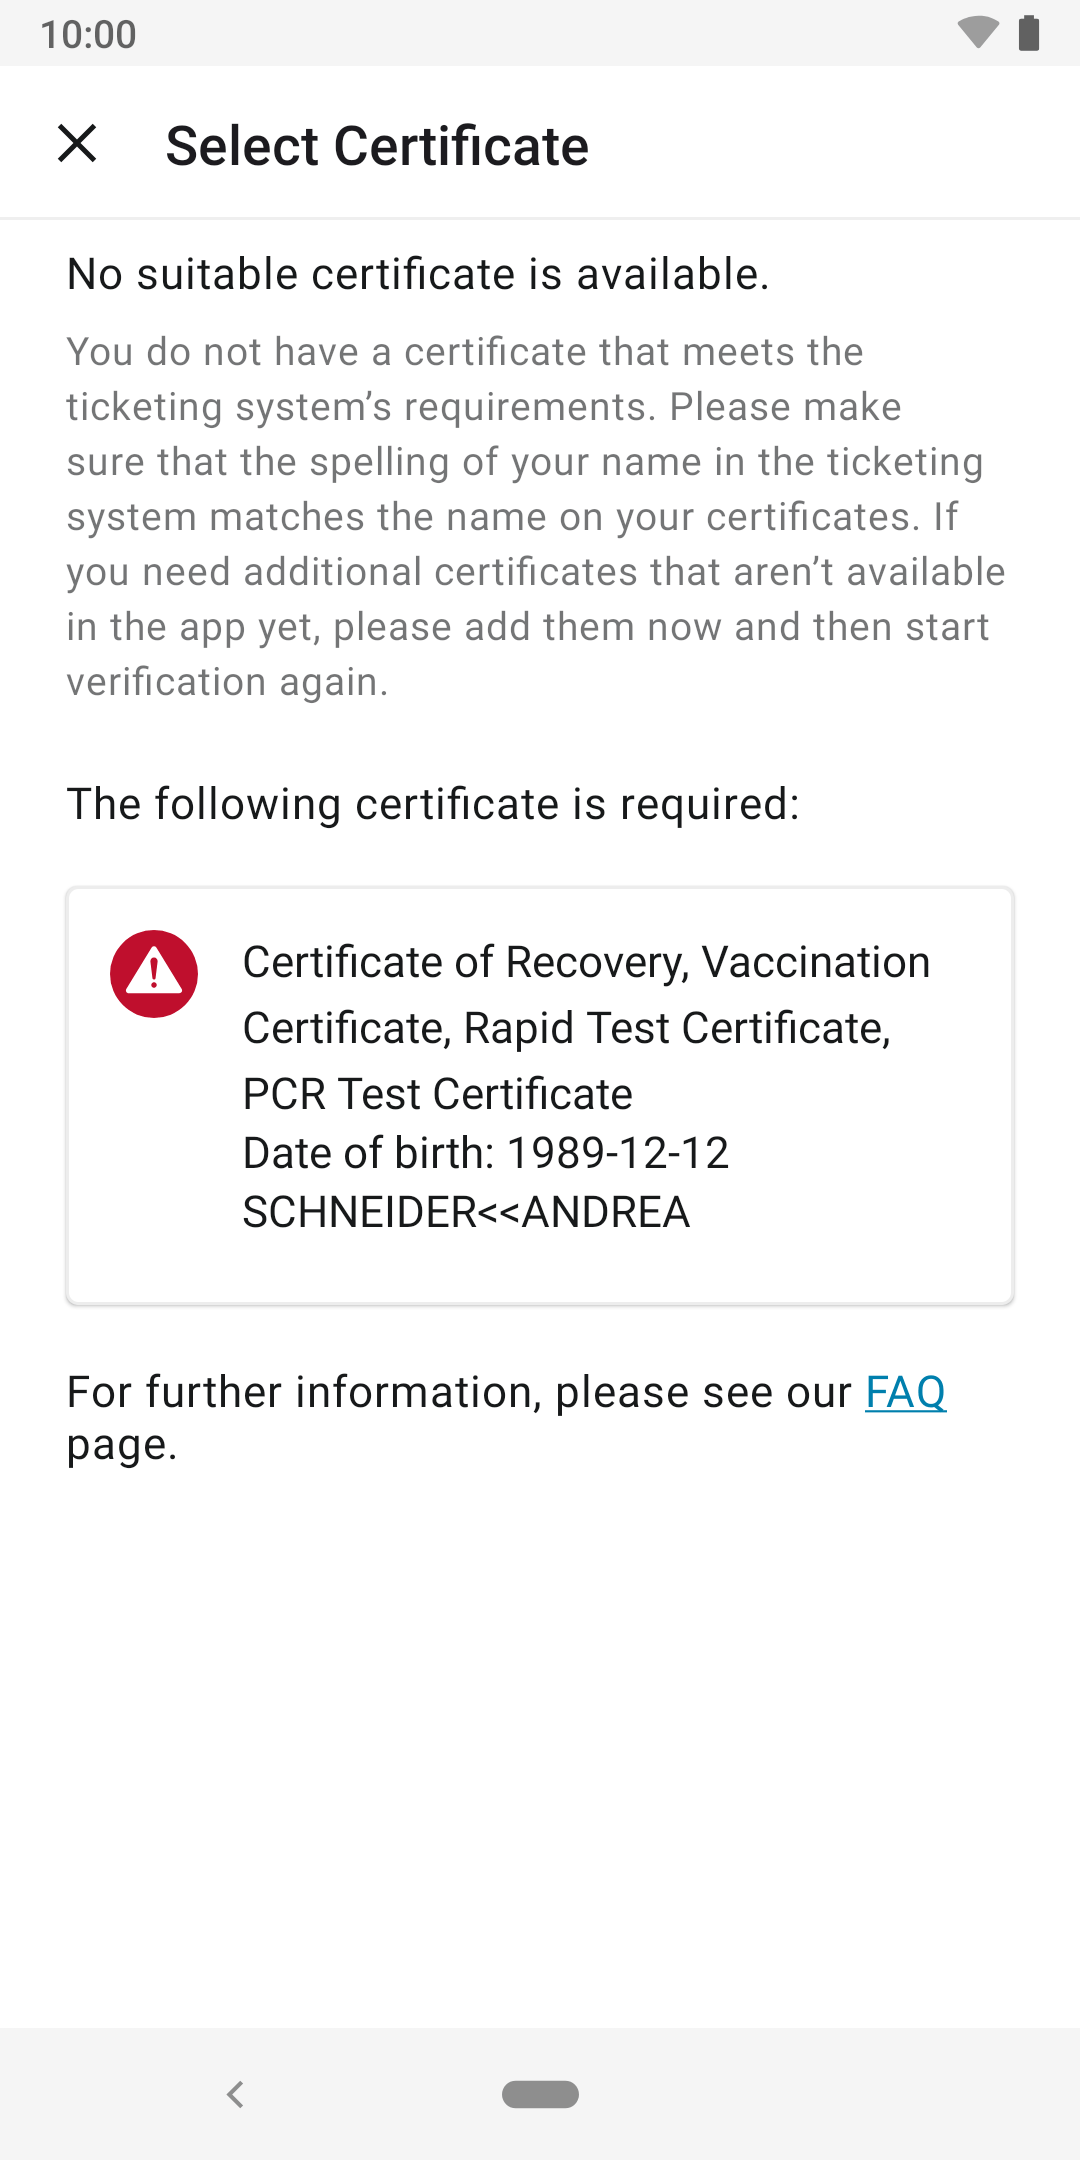 10:00
Select Certificate
No suitable certificate is available.
You do not have a certificate that meets the
ticketing system’s requirements. Please make
sure that the spelling of your name in the ticketing
system matches the name on your certificates. If
you need additional certificates that aren’t available
in the app yet, please add them now and then start
verification again.
The following certificate is required:
Certificate of Recovery, Vaccination
Certificate, Rapid Test Certificate,
PCR Test Certificate
Date of birth: 1989-12-12
SCHNEIDER<<ANDREA
For further information, please see our FAQ
page.